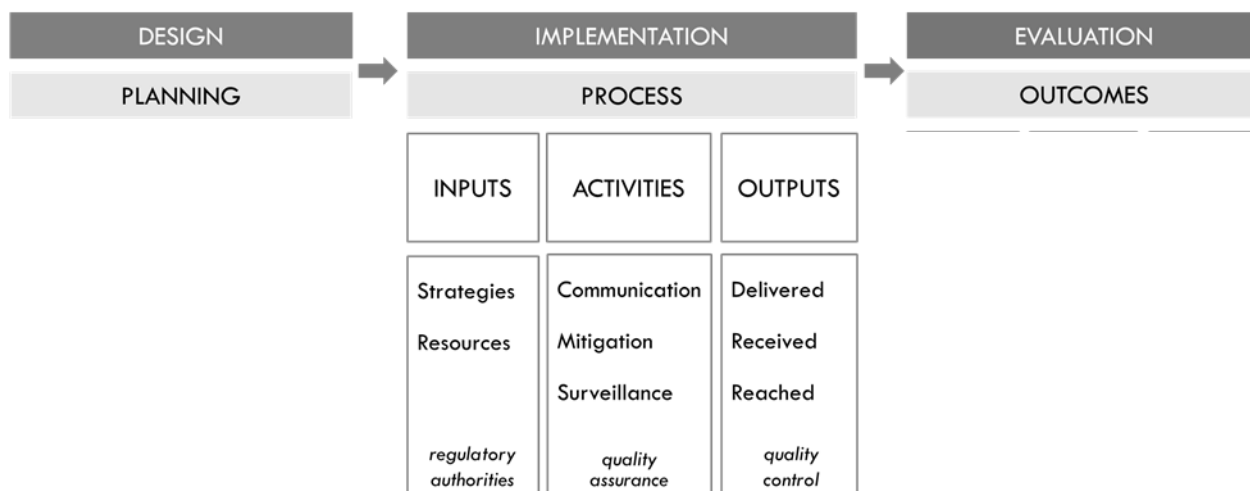 DESIGN
IMPLEMENTATION
EVALUATION
PLANNING
PROCESS
OUTCOMES
INPUTS
ACTIVITIES
OUTPUTS
Strategies
Resources
regulatory
authorities
Communication
Mitigation
Surveillance
quality
assurance
Delivered
Received
Reached
quality
control